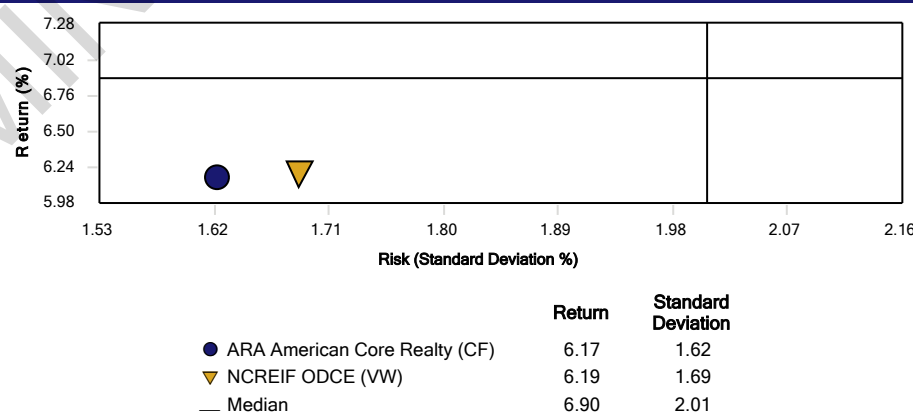 7.28
7.02
6.76
6.50
6.24
5.98
Return (%)
1.53 1.62 1.71 1.80 1.89 1.98 2.07 2.16
Risk (Standard Deviation %)
Return Standard Deviation
ARA American Core Realty (CF) 6.17 1.62
NCREIF ODCE (VW) 6.19 1.69
Median 6.90 2.01